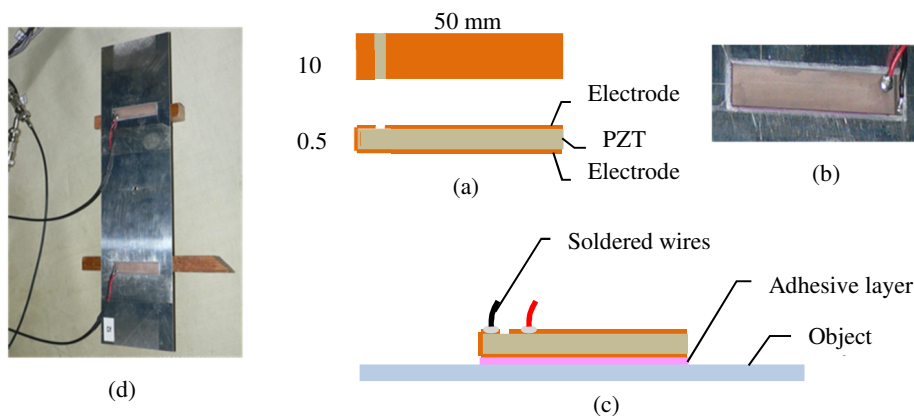 50 mm
10
Electrode
0.5
PZT
Electrode
(a)
(b)
Soldered wires
Adhesive layer
Object
(d)
(c)